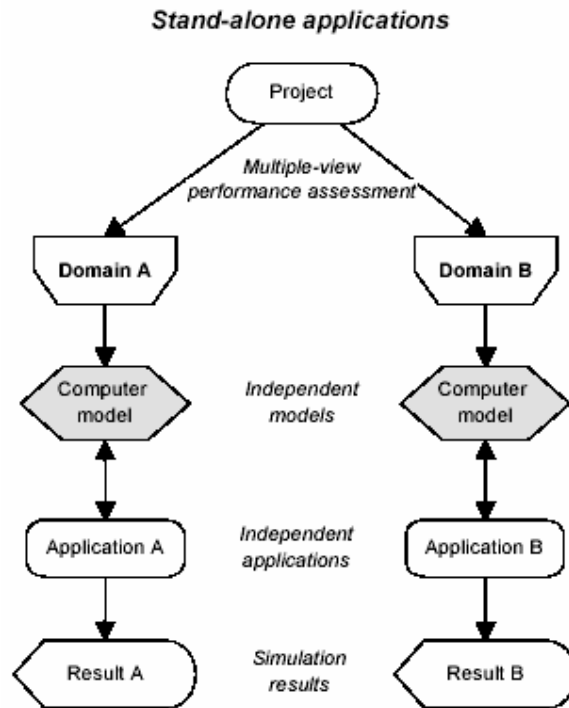 Stand-alone applications
Project
Multiple-view
performance assessment
Domain A
Domain B
Computer
model
Independent
models
Computer
model
Application A
Independent
applications
Application B
Result A
Simulation
results
Result B